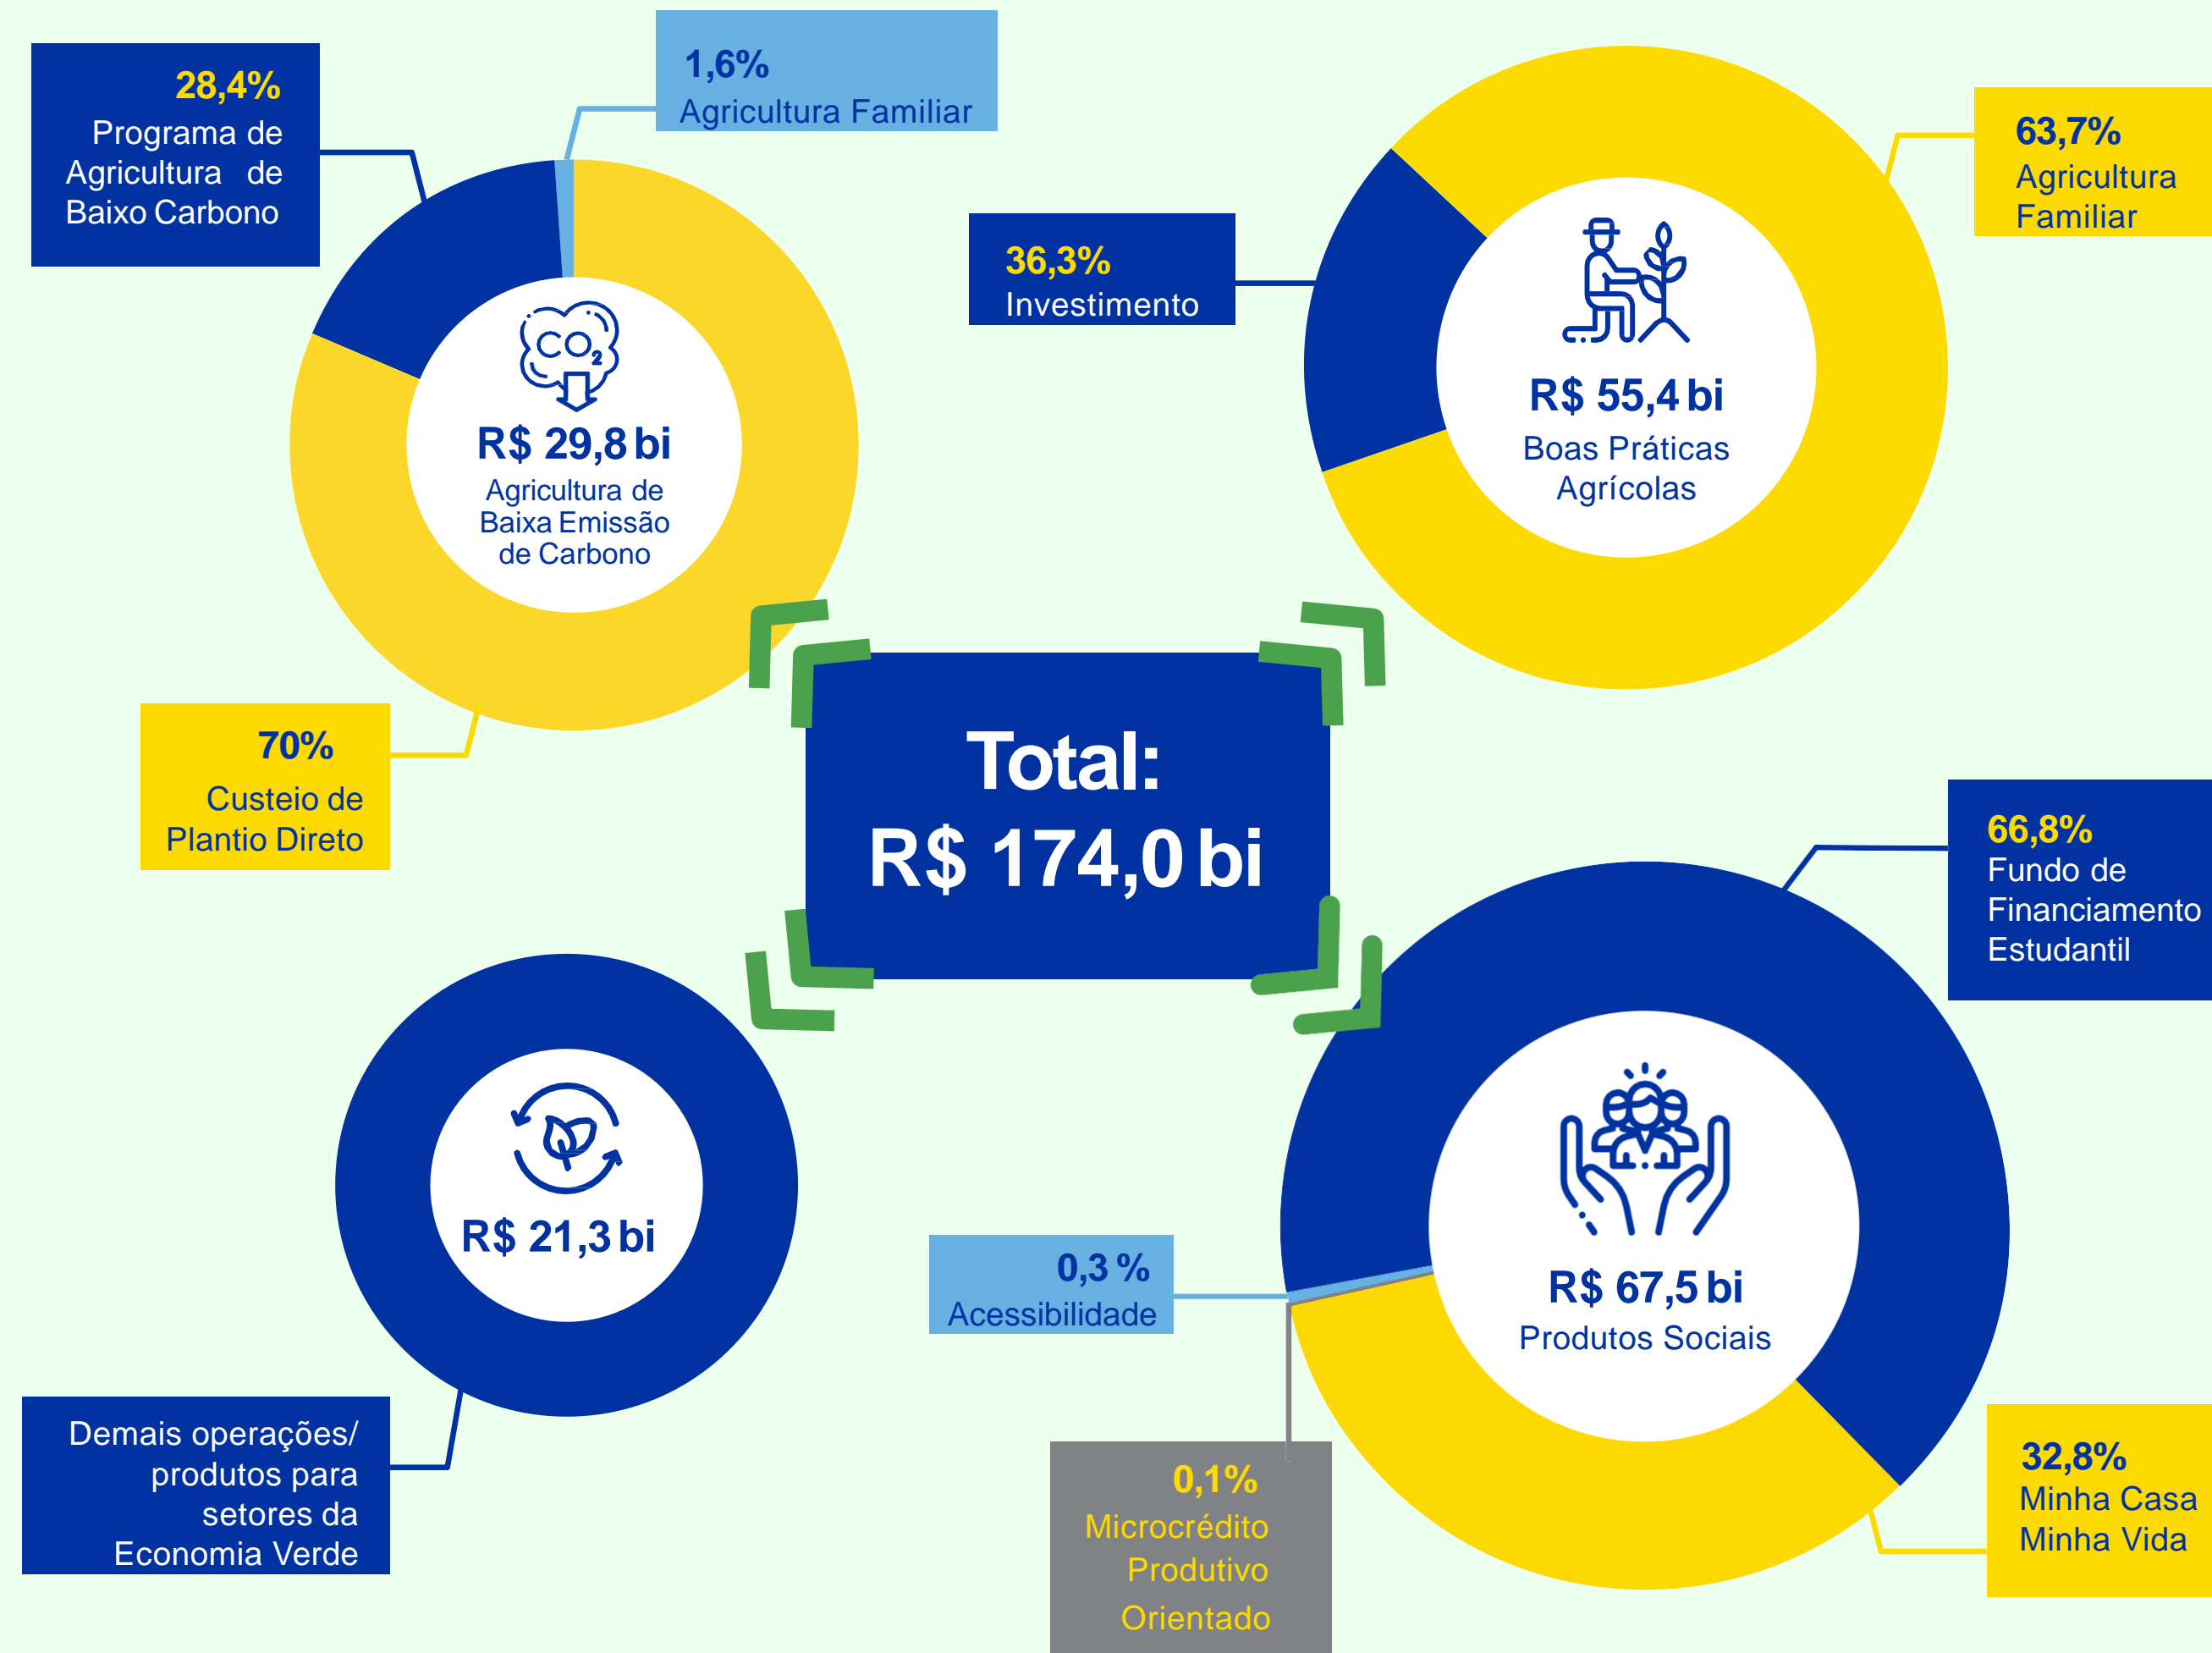 28,4%
Programa de
Agricultura de
Baixo Carbono
1,6%
Agricultura Familiar
CO2
R$ 29,8 bi
Agricultura de
Baixa Emissão
de Carbono
70%
Custeio de
Plantio Direto
36,3%
Investimento
63,7%
Agricultura
Familiar
R$ 55,4 bi
Boas Práticas
Agrícolas
Total:
R$ 174,0 bi
R$ 21,3 bi
Demais operações/
produtos para
setores da
Economia Verde
66,8%
Fundo de
Financiamento
Estudantil
0,3 %
Acessibilidade
R$ 67,5 bi
Produtos Sociais
0,1%
Microcrédito
Produtivo
Orientado
32,8%
Minha Casa
Minha Vida